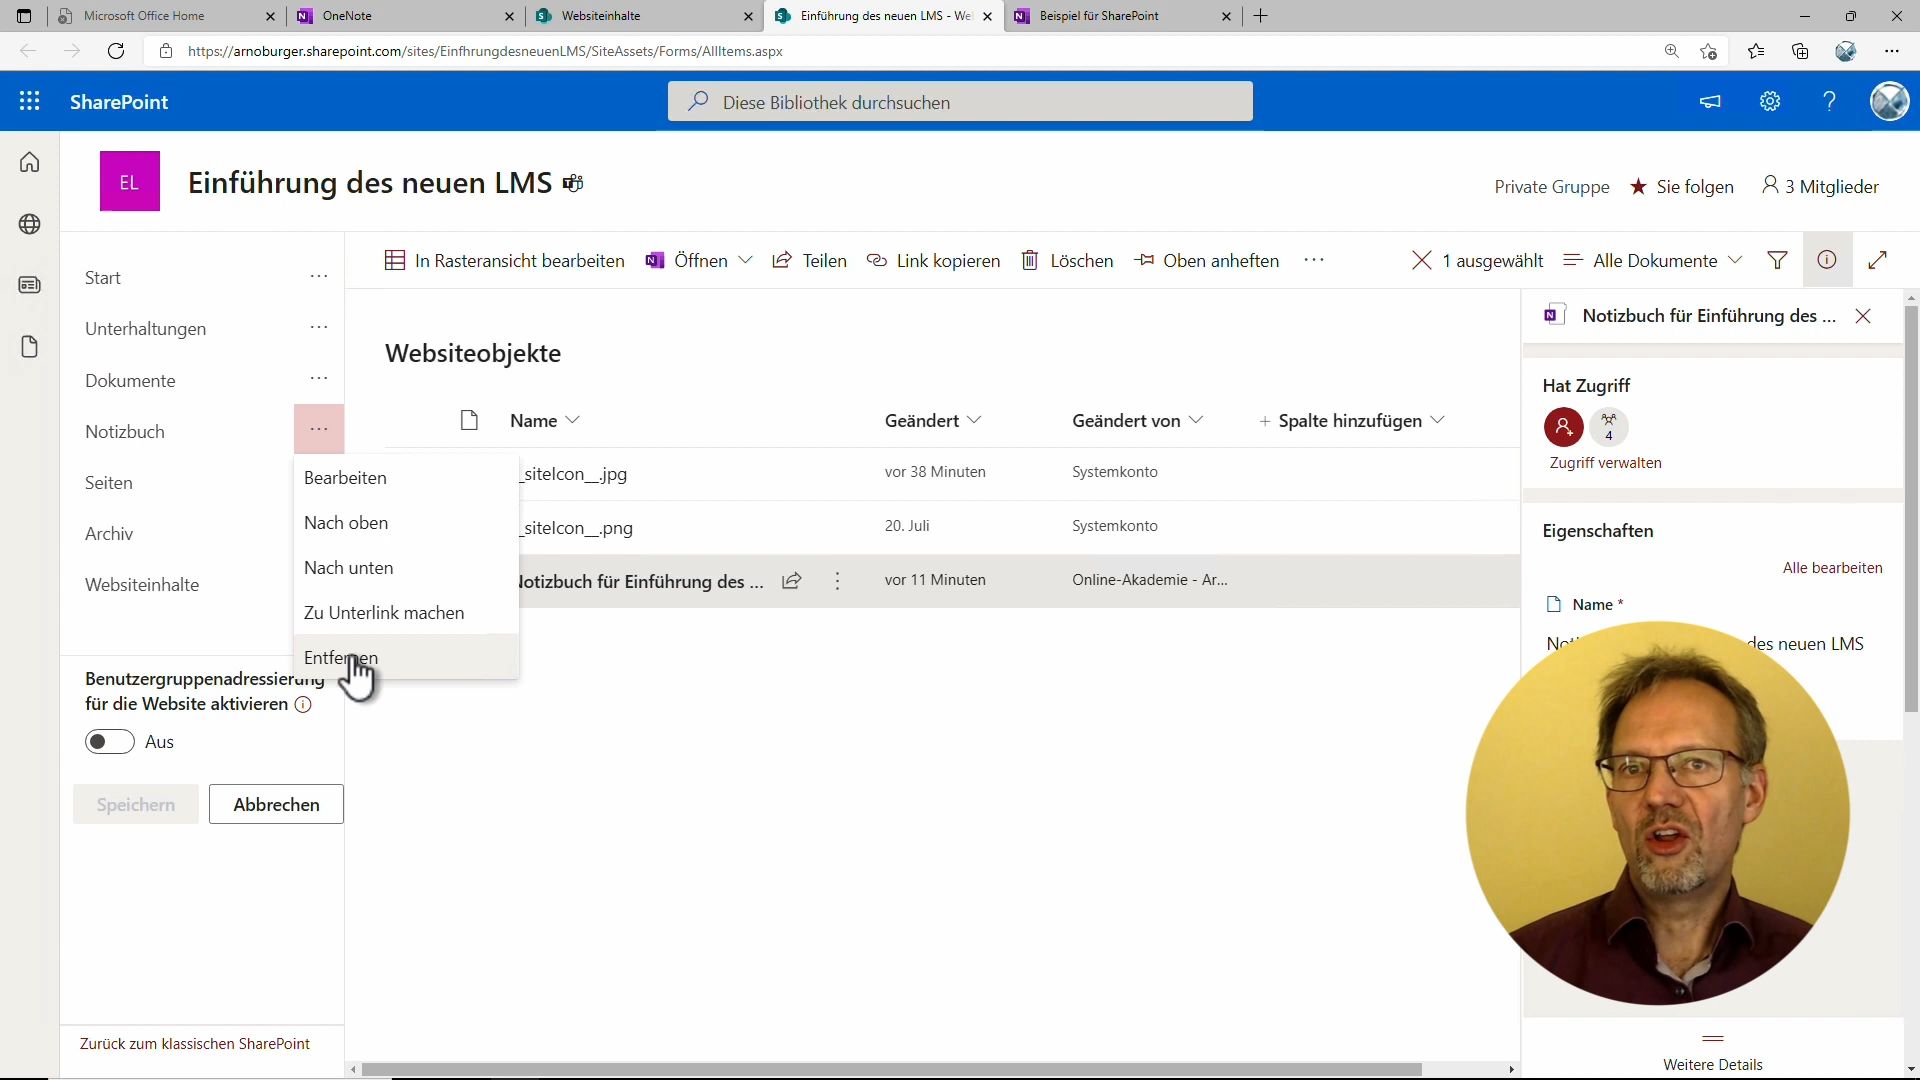 Microsoft Office Home
OneNote
Websiteinhalte
Einführung des neuen LMS - We
Beispiel für SharePoint
https://arnoburger.sharepoint.com/sites/EinfhrungdesneuenLMS/SiteAssets/Forms/AllItems.aspx
SharePoint
Diese Bibliothek durchsuchen
EL
Einführung des neuen LMS
Private Gruppe
Sie folgen
3 Mitglieder
In Rasteransicht bearbeiten
Öffnen
Teilen
Link kopieren
Löschen
Oben anheften
1 ausgewählt
Alle Dokumente
Start
Unterhaltungen
Dokumente
Notizbuch
Seiten
Archiv
Websiteinhalte
Bearbeiten
Nach oben
Nach unten
Zu Unterlink machen
Entfernen
Benutzergruppenadressierung
für die Website aktivieren
Aus
Speichern
Abbrechen
Zurück zum klassischen SharePoint
Websiteobjekte
Name
Geändert
Geändert von
+ Spalte hinzufügen
_siteIcon__.jpg
vor 38 Minuten
Systemkonto
_siteIcon__.png
20. Juli
Systemkonto
Notizbuch für Einführung des ...
vor 11 Minuten
Online-Akademie - Ar...
Notizbuch für Einführung des ...
Hat Zugriff
4
Zugriff verwalten
Eigenschaften
Alle bearbeiten
Name *
des neuen LMS
Weitere Details